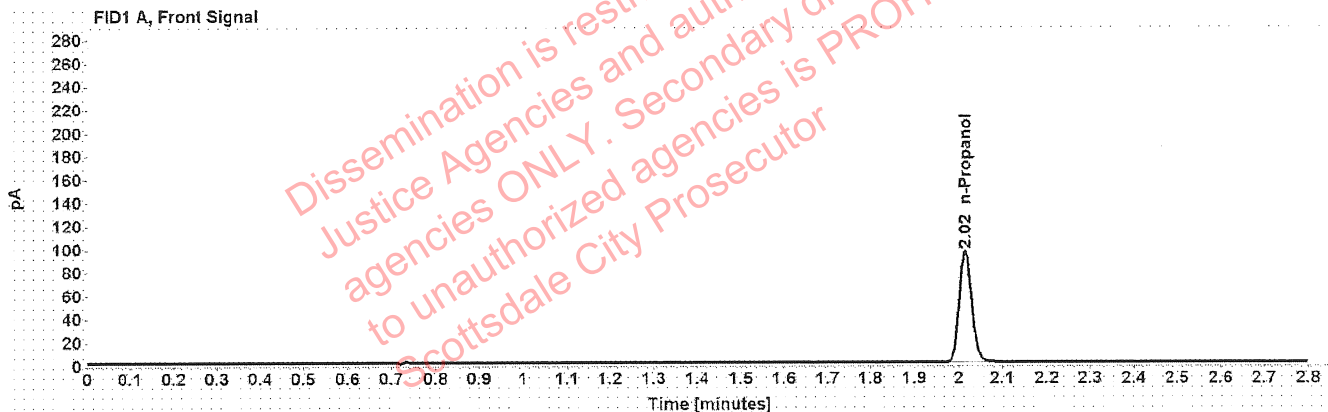 FID1 A, Front Signal
Dissemination is
Justice Agencies and
agencies ONLY. Secondary
to unauthorized agencies is
Scottsdale City Prosecutor
280
260
240
220
200
180
160
140
120
100
80
60
40
20
0
pA
2.02 n-Propanol
0 0.1 0.2 0.3 0.4 0.5 0.6 0.7 0.8 0.9 1 1.1 1.2 1.3 1.4 1.5 1.6 1.7 1.8 1.9 2 2.1 2.2 2.3 2.4 2.5 2.6 2.7 2.8
Time [minutes]